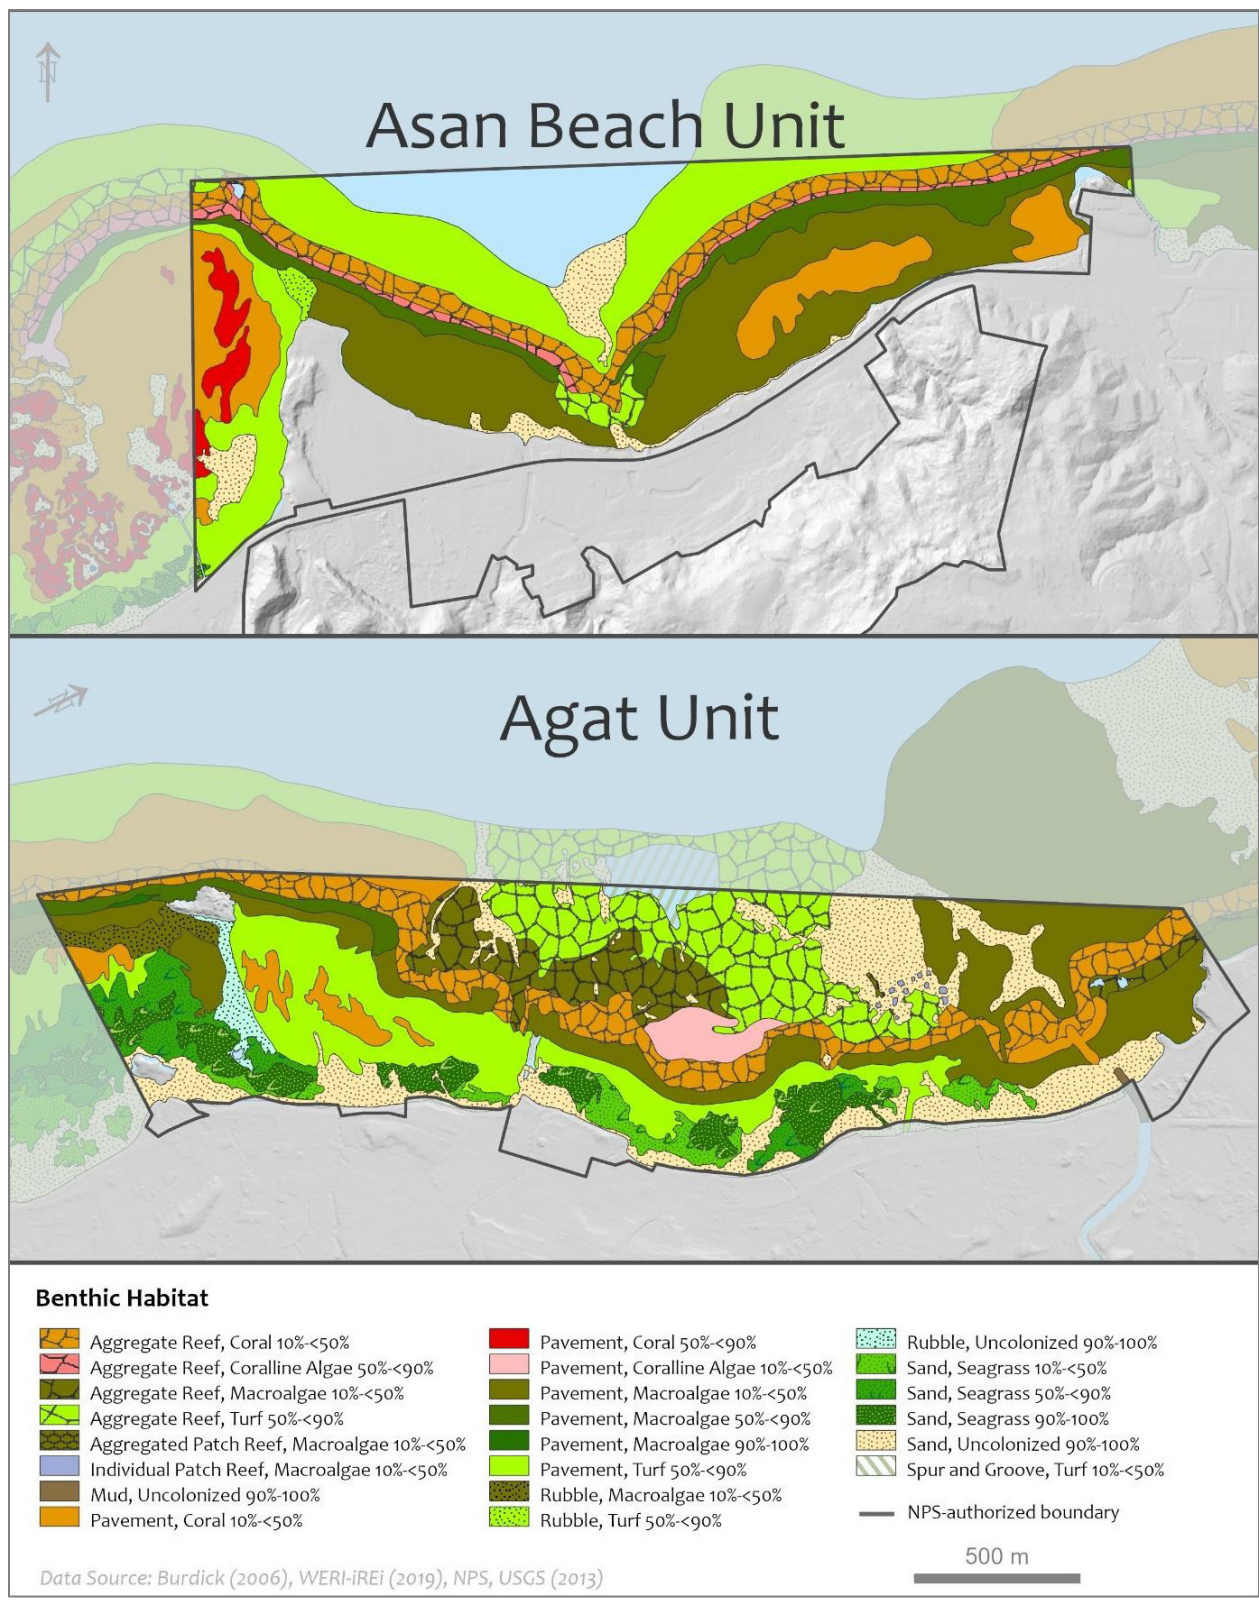 N
Asan Beach Unit
N
Agat Unit
Benthic Habitat
Aggregate Reef, Coral 10%-<50%
Aggregate Reef, Coralline Algae 50%-<90%
Aggregate Reef, Macroalgae 10%-<50%
Aggregate Reef, Turf 50%-<90%
Aggregated Patch Reef, Macroalgae 10%-<50%
Individual Patch Reef, Macroalgae 10%-<50%
Mud, Uncolonized 90%-100%
Pavement, Coral 10%-<50%
Pavement, Coral 50%-<90%
Pavement, Coralline Algae 10%-<50%
Pavement, Macroalgae 10%-<50%
Pavement, Macroalgae 50%-<90%
Pavement, Macroalgae 90%-100%
Pavement, Turf 50%-<90%
Rubble, Macroalgae 10%-<50%
Rubble, Turf 50%-<90%
Rubble, Uncolonized 90%-100%
Sand, Seagrass 10%-<50%
Sand, Seagrass 50%-<90%
Sand, Seagrass 90%-100%
Sand, Uncolonized 90%-100%
Spur and Groove, Turf 10%-<50%
NPS-authorized boundary
500 m
Data Source: Burdick (2006), WERI-iREi (2019), NPS, USGS (2013)